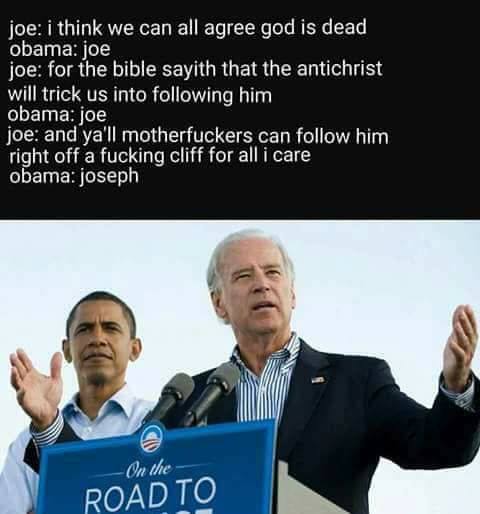 joe: i think we can all agree god is dead
obama: joe
joe: for the bible sayith that the antichrist
will trick us into following him
obama: joe
joe: and ya'll motherfuckers can follow him
right off a fucking cliff for all i care
obama: joseph
On the
ROAD TO